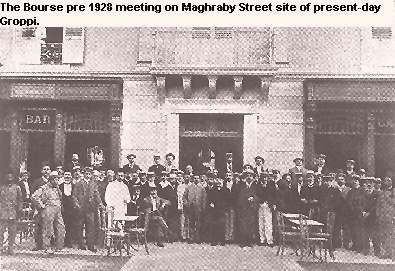 The Bourse pre 1928 meeting on Maghraby Street site of present-day
Groppi.
BAR